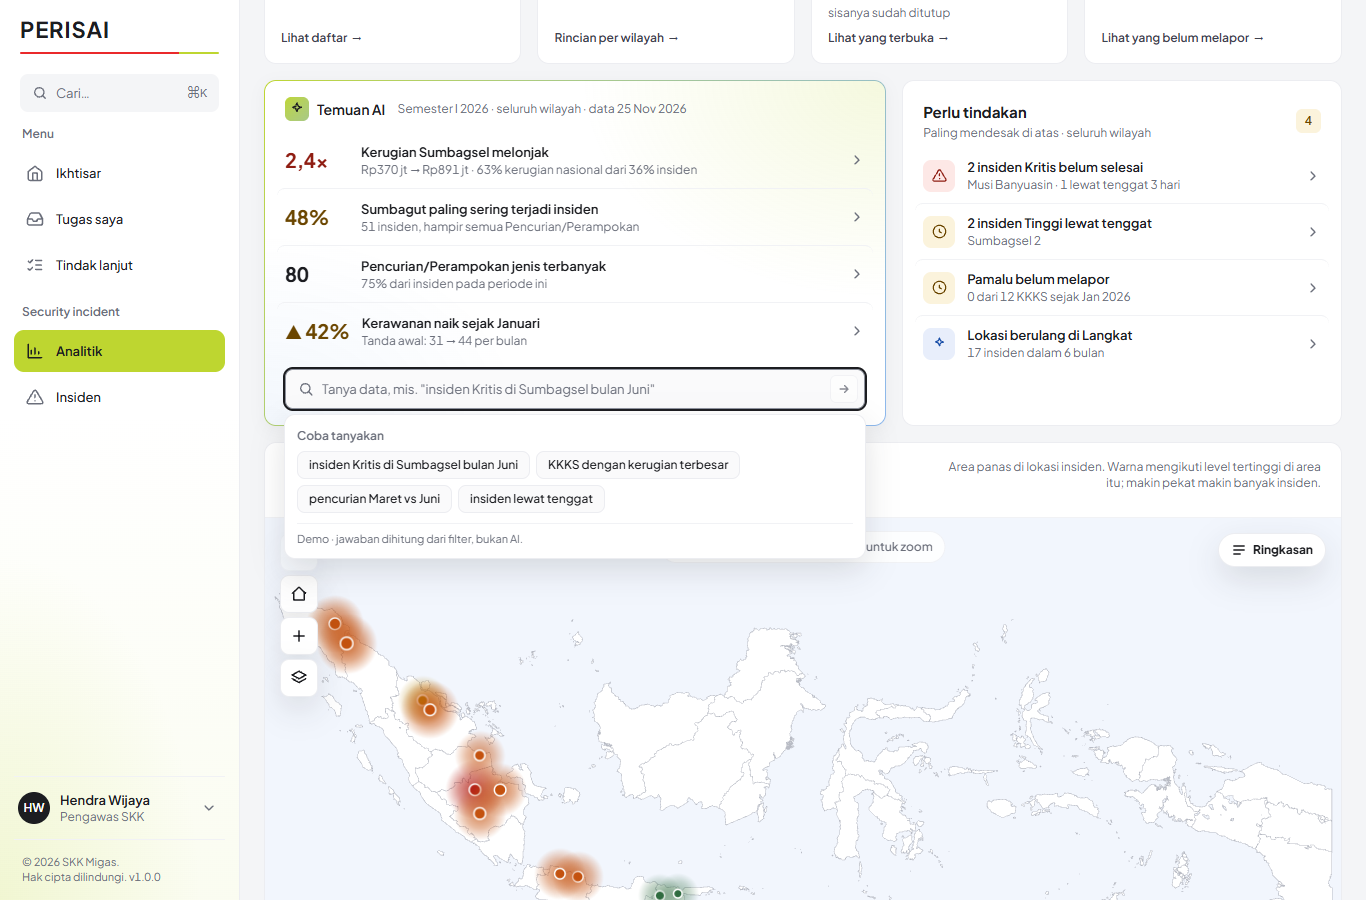 PERISAI
Cari...
⌘K
Menu
Ikhtisar
Tugas saya
Tindak lanjut
Security incident
Analitik
Insiden
HW
Hendra Wijaya
Pengawas SKK
© 2026 SKK Migas.
Hak cipta dilindungi. v1.0.0
sisanya sudah ditutup
Lihat daftar →
Rincian per wilayah →
Lihat yang terbuka →
Lihat yang belum melapor →
Temuan AI
Semester I 2026 · seluruh wilayah · data 25 Nov 2026
2,4×
Kerugian Sumbagsel melonjak
Rp370 jt → Rp891 jt · 63% kerugian nasional dari 36% insiden
48%
Sumbagut paling sering terjadi insiden
51 insiden, hampir semua Pencurian/Perampokan
80
Pencurian/Perampokan jenis terbanyak
75% dari insiden pada periode ini
▲42%
Kerawanan naik sejak Januari
Tanda awal: 31 → 44 per bulan
Tanya data, mis. "insiden Kritis di Sumbagsel bulan Juni"
Coba tanyakan
insiden Kritis di Sumbagsel bulan Juni
KKKS dengan kerugian terbesar
pencurian Maret vs Juni
insiden lewat tenggat
Demo · jawaban dihitung dari filter, bukan AI.
Perlu tindakan
Paling mendesak di atas · seluruh wilayah
4
2 insiden Kritis belum selesai
Musi Banyuasin · 1 lewat tenggat 3 hari
2 insiden Tinggi lewat tenggat
Sumbagsel 2
Pamalu belum melapor
0 dari 12 KKKS sejak Jan 2026
Lokasi berulang di Langkat
17 insiden dalam 6 bulan
Area panas di lokasi insiden. Warna mengikuti level tertinggi di area
itu; makin pekat makin banyak insiden.
untuk zoom
Ringkasan